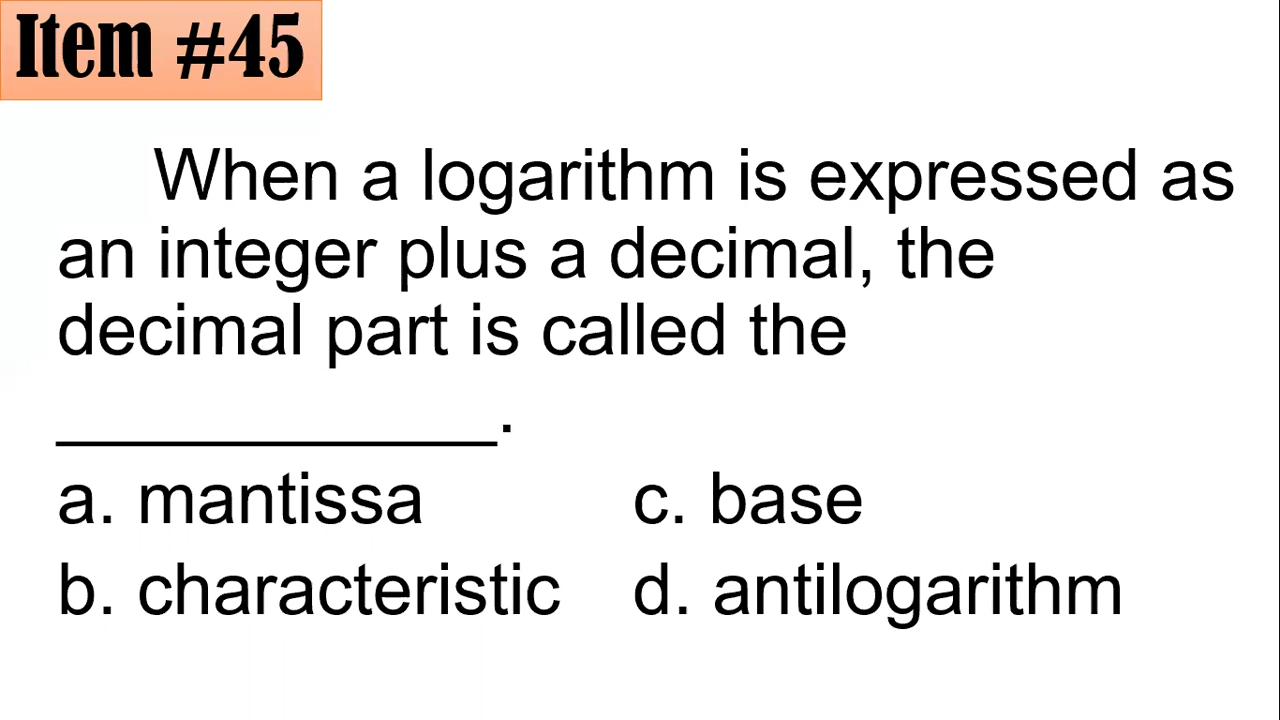 Item #45
When a logarithm is expressed as
an integer plus a decimal, the
decimal part is called the
_____________.
a. mantissa c. base
b. characteristic d. antilogarithm